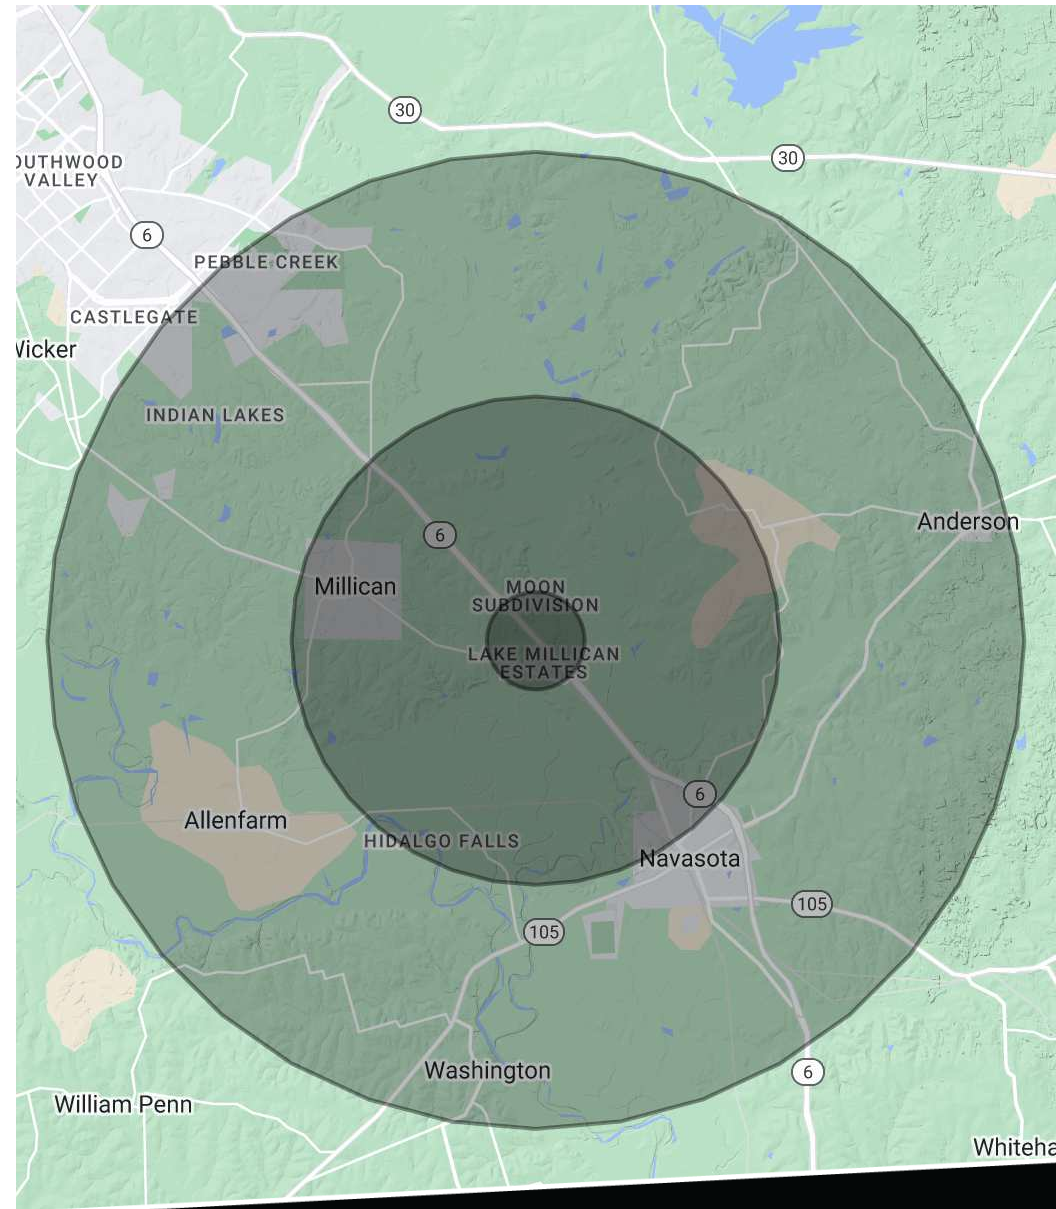 30
30
OUTHWOOD
VALLEY
6
PEBBLE CREEK
CASTLEGATE
Wicker
INDIAN LAKES
Anderson
6
Millican
MOON
SUBDIVISION
LAKE MILLICAN
ESTATES
6
Allenfarm
HIDALGO FALLS
Navasota
105
105
Washington
6
William Penn
Whiteha